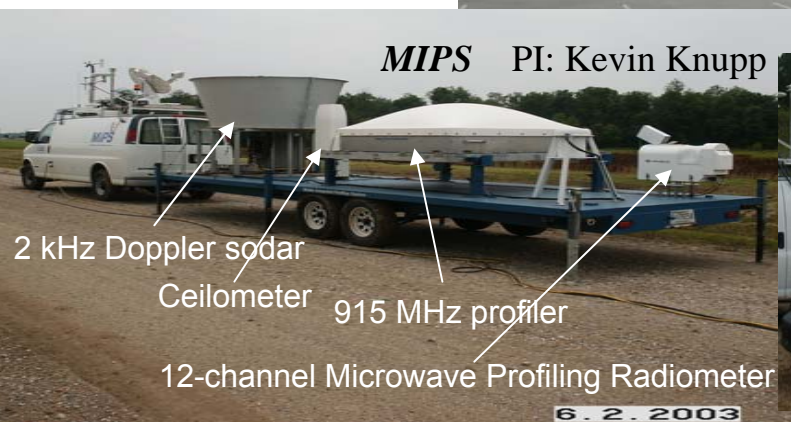 MIPS PI: Kevin Knupp
MIPS
2 kHz Doppler sodar
Ceilometer
915 MHz profiler
12-channel Microwave Profiling Radiometer
6.2.2003